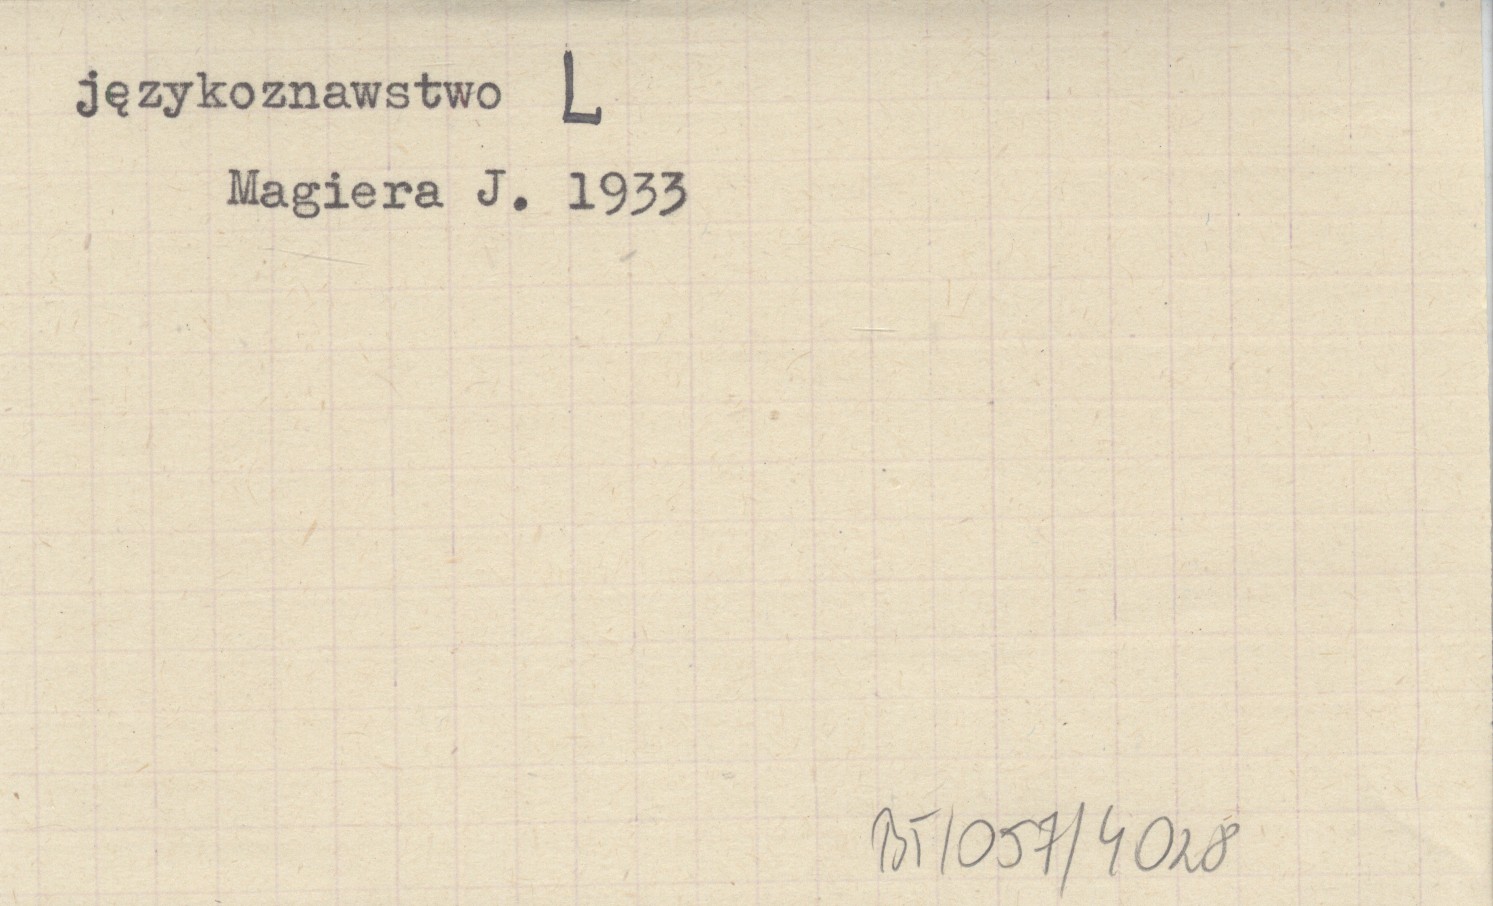 językoznawstwo L
Magiera J. 1933
BT/057/4028